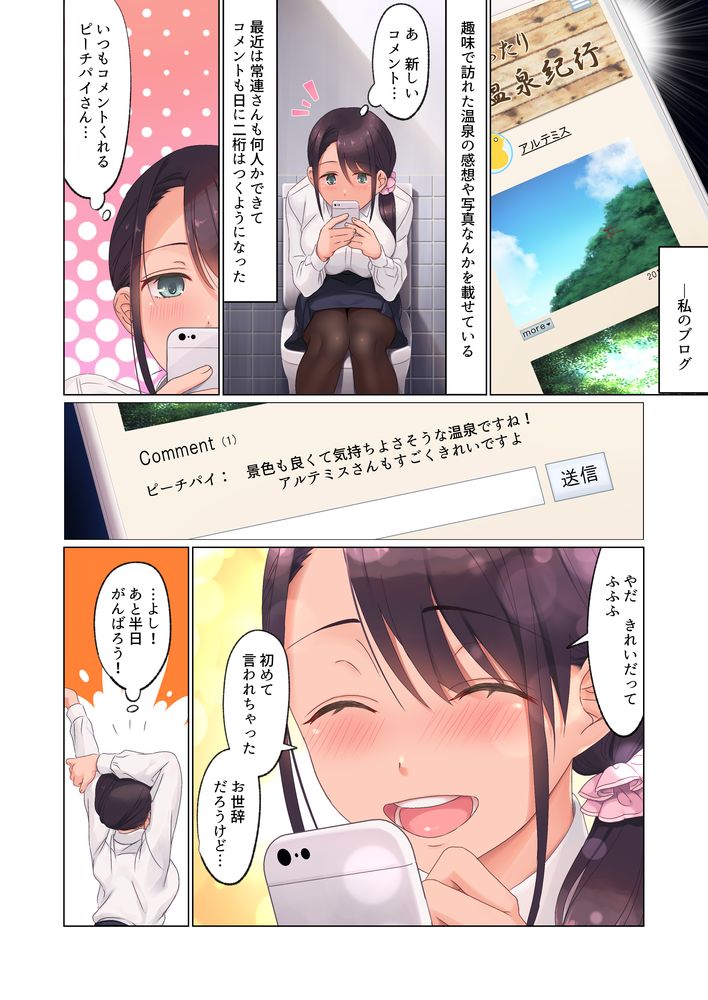 ―私のブログ
ったり
温泉紀行
アルテミス
201
more
趣味で訪れた温泉の感想や写真なんかを載せている
あ 新しい
コメント…
最近は常連さんも何人かできて
コメントも日に二桁はつくようになった
いつもコメントくれる
ピーチパイさん…
Comment (1)
ピーチパイ： 景色も良くて気持ちよさそうな温泉ですね！
アルテミスさんもすごくきれいですよ
送信
やだ きれいだって
ふふふ
初めて
言われちゃった
お世辞
だろうけど…
…よし！
あと半日
がんばろう！